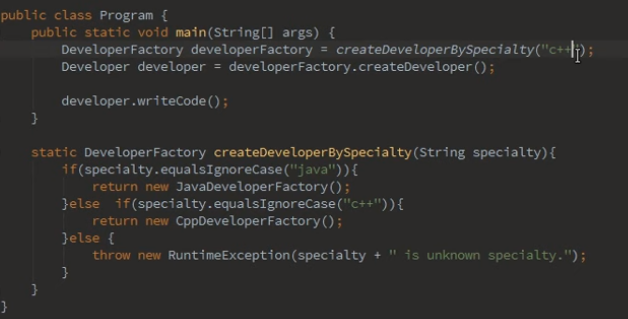 public class Program {
    public static void main(String[] args) {
        DeveloperFactory developerFactory = createDeveloperBySpecialty("c++");
        Developer developer = developerFactory.createDeveloper();

        developer.writeCode();
    }

    static DeveloperFactory createDeveloperBySpecialty(String specialty){
        if(specialty.equalsIgnoreCase("java")){
            return new JavaDeveloperFactory();
        }else  if(specialty.equalsIgnoreCase("c++")){
            return new CppDeveloperFactory();
        }else {
            throw new RuntimeException(specialty + " is unknown specialty.");
        }
    }
}